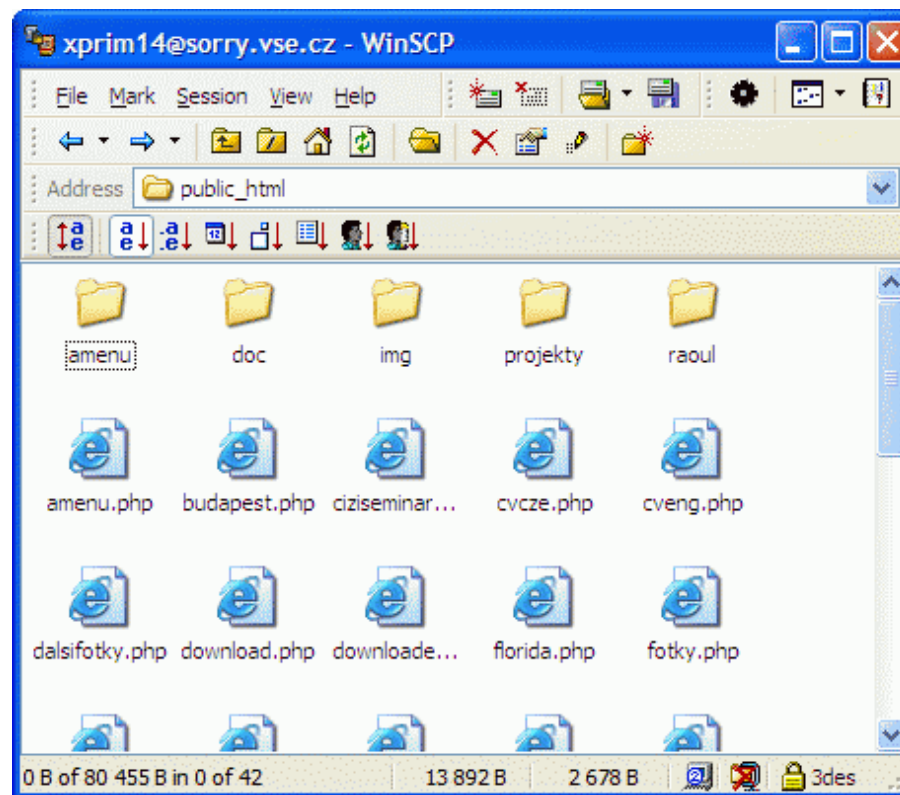 xprim14@sorry.vse.cz - WinSCP
File Mark Session View Help
Address public_html
amenu doc img projekty raoul
amenu.php budapest.php ciziseminar... cvcze.php cveng.php
dalsifotky.php download.php downloade... florida.php fotky.php
0 B of 80 455 B in 0 of 42 13 892 B 2 678 B 3des